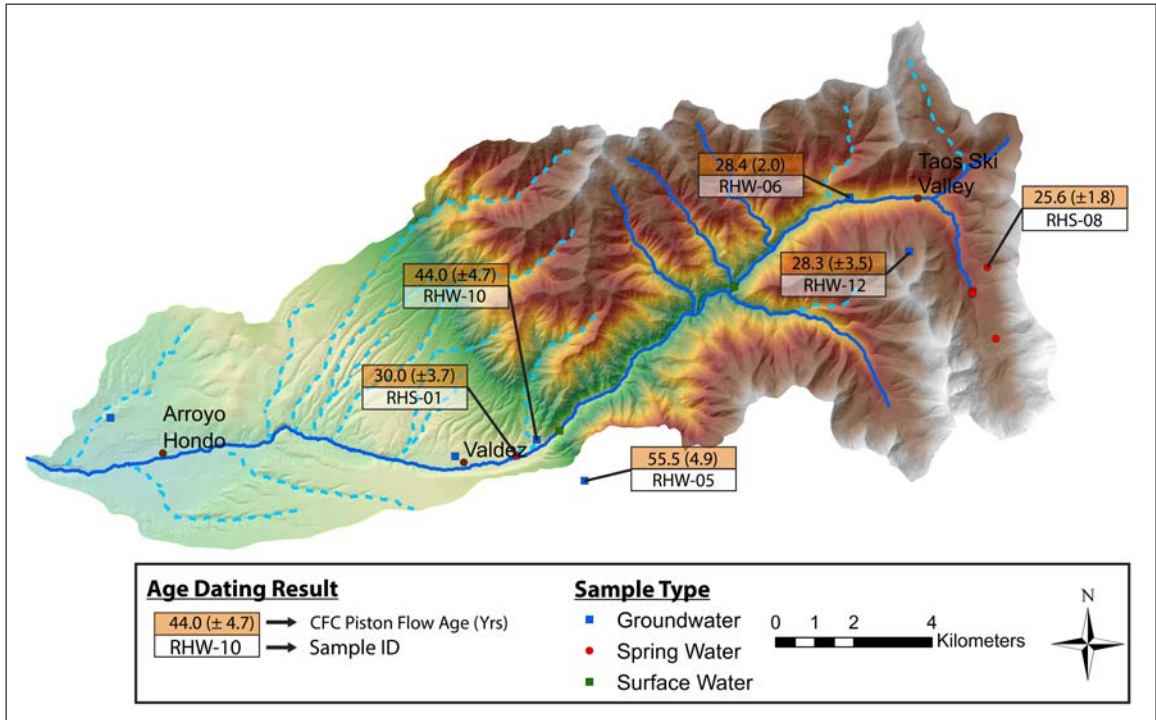 28.4 (2.0)
RHW-06
Taos Ski
Valley
25.6 (±1.8)
RHS-08
28.3 (±3.5)
RHW-12
44.0 (±4.7)
RHW-10
30.0 (±3.7)
RHS-01
Arroyo
Hondo
Valdez
55.5 (4.9)
RHW-05
Age Dating Result
44.0 (± 4.7) CFC Piston Flow Age (Yrs)
RHW-10 Sample ID
Sample Type
Groundwater
Spring Water
Surface Water
0 1 2 4
Kilometers
N